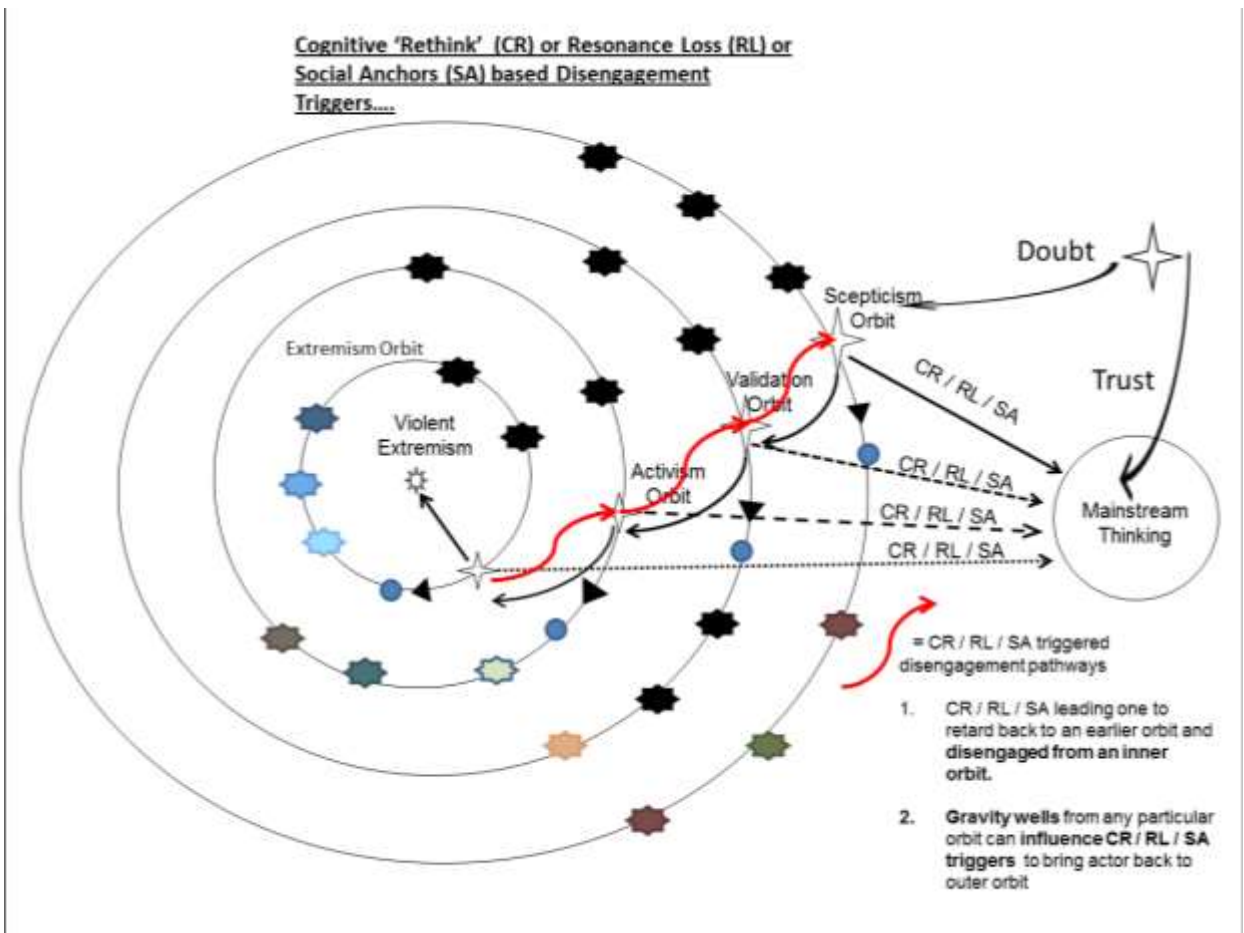 Cognitive ‘Rethink’ (CR) or Resonance Loss (RL) or
Social Anchors (SA) based Disengagement
Triggers....
Doubt
Scepticism
Orbit
Extremism Orbit
CR / RL / SA
Trust
Validation
Orbit
Violent
Extremism
Activism
Orbit
CR / RL / SA
CR / RL / SA
Mainstream
Thinking
CR / RL / SA
= CR / RL / SA triggered
disengagement pathways
1. CR / RL / SA leading one to
retard back to an earlier orbit and
disengaged from an inner
orbit.
2. Gravity wells from any particular
orbit can influence CR / RL / SA
triggers to bring actor back to
outer orbit